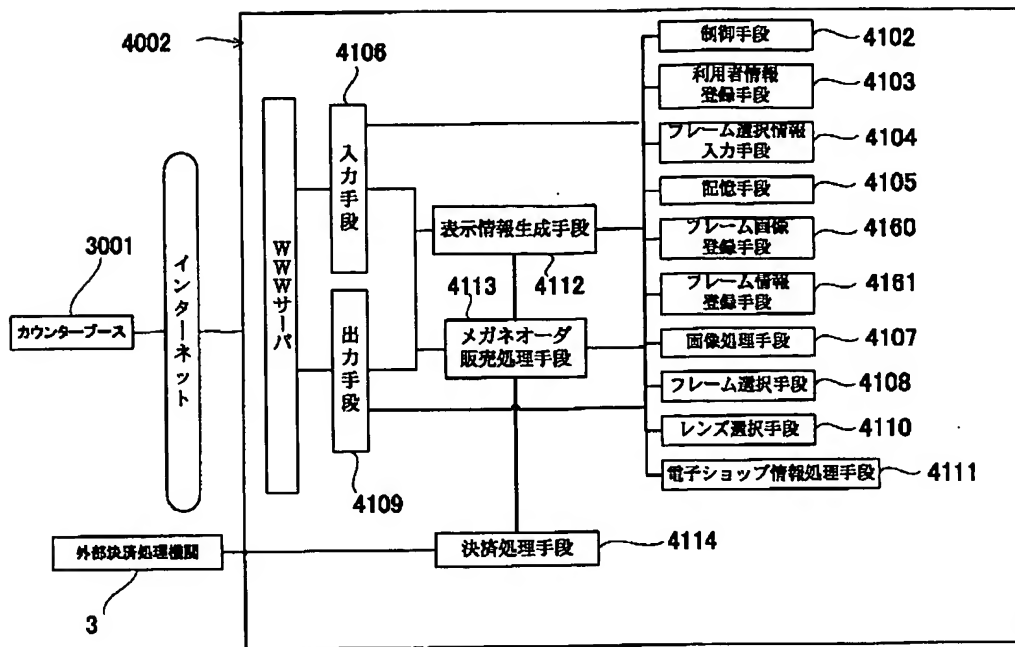 4002
4106
制御手段
4102
利用者情報
登録手段
4103
フレーム選択情報
入力手段
4104
記憶手段
4105
フレーム画像
登録手段
4160
フレーム情報
登録手段
4161
画像処理手段
4107
フレーム選択手段
4108
レンズ選択手段
4110
電子ショップ情報処理手段
4111
入力手段
WWWサーバ
表示情報生成手段
4112
4113
メガネオーダ
販売処理手段
3001
カウンターブース
インターネット
出力手段
4109
決済処理手段
4114
外部決済処理機関
3